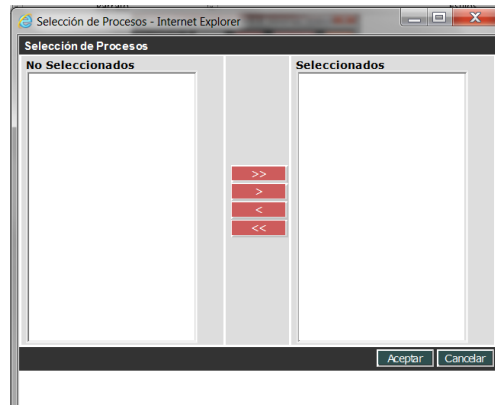 Selección de Procesos - Internet Explorer
Selección de Procesos
No Seleccionados
Seleccionados
>>
>
<
<<
Aceptar
Cancelar